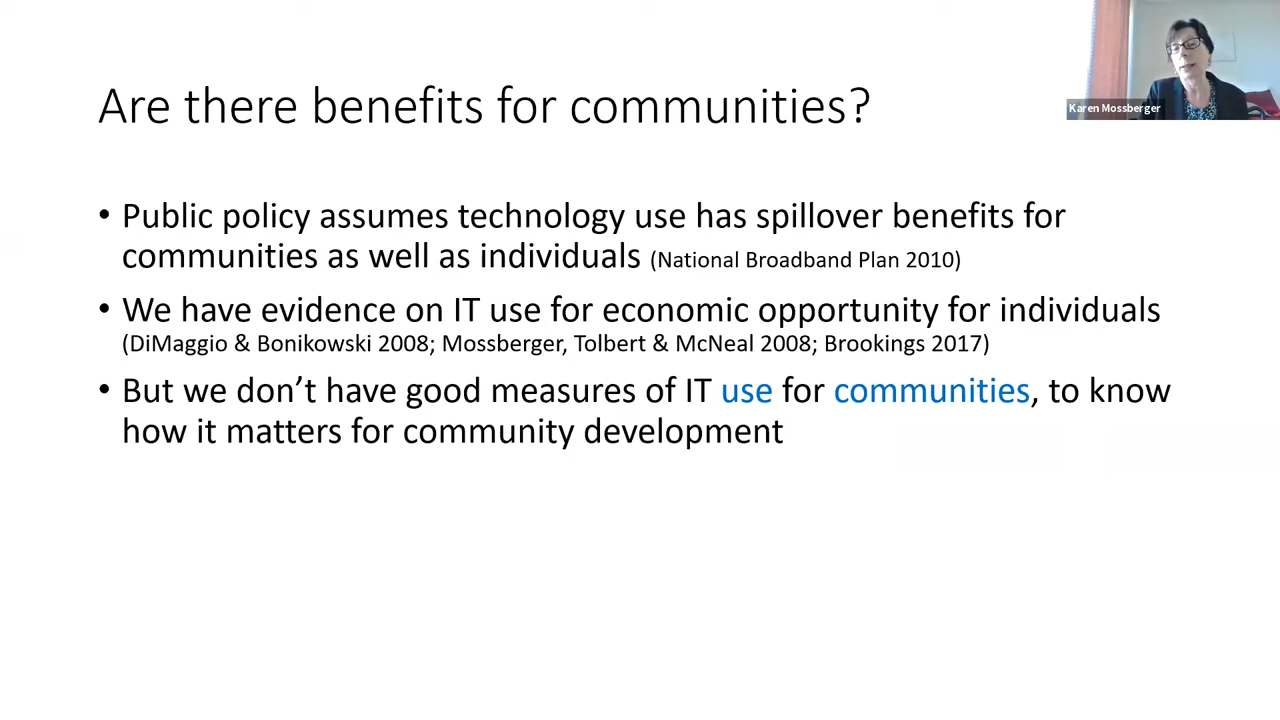 Karen Mossberger
Are there benefits for communities?
• Public policy assumes technology use has spillover benefits for
communities as well as individuals (National Broadband Plan 2010)
• We have evidence on IT use for economic opportunity for individuals
(DiMaggio & Bonikowski 2008; Mossberger, Tolbert & McNeal 2008; Brookings 2017)
• But we don’t have good measures of IT use for communities, to know
how it matters for community development